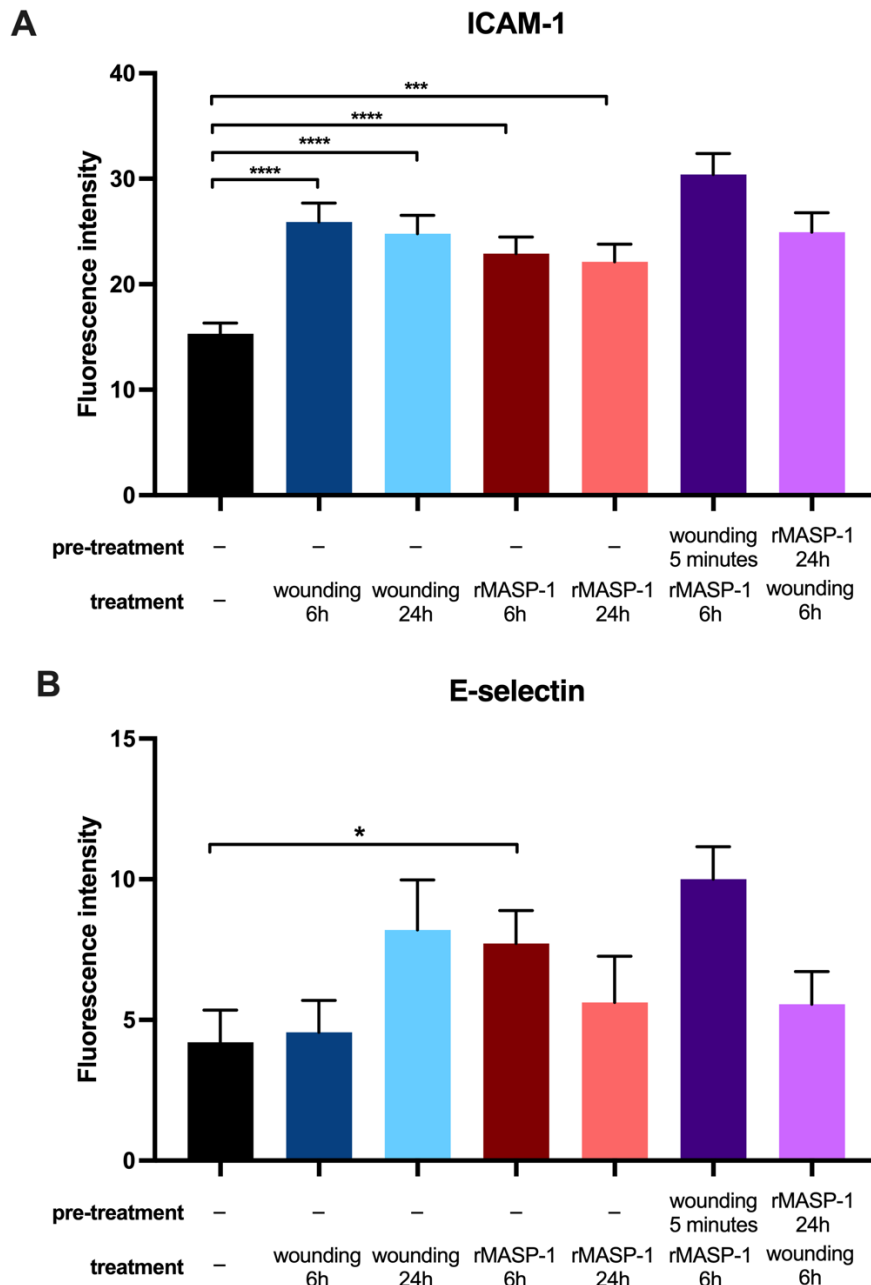 A
ICAM-1
Fluorescence intensity
40
30
20
10
0
***
****
****
****
wounding rMASP-1
pre-treatment – – – – – 5 minutes 24h
wounding wounding rMASP-1 rMASP-1 rMASP-1 wounding
treatment – 6h 24h 6h 24h 6h 6h
B
E-selectin
Fluorescence intensity
15
10
5
0
*
wounding rMASP-1
pre-treatment – – – – – 5 minutes 24h
wounding wounding rMASP-1 rMASP-1 rMASP-1 wounding
treatment – 6h 24h 6h 24h 6h 6h